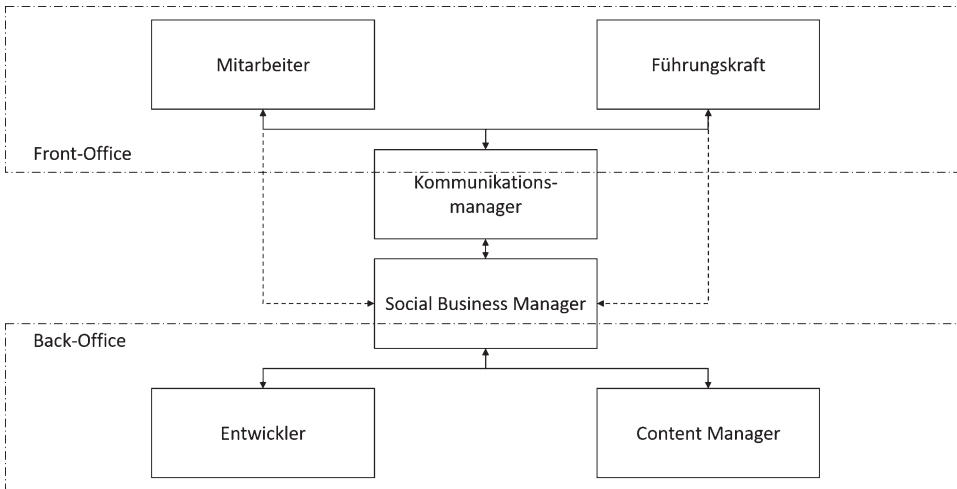 Mitarbeiter
Führungskraft
Front-Office
Kommunikations-
manager
Social Business Manager
Back-Office
Entwickler
Content Manager